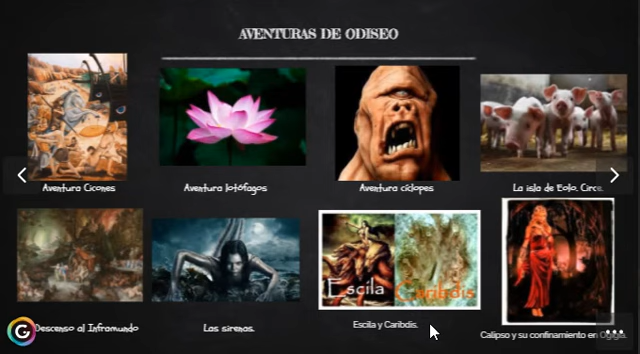 AVENTURAS DE ODISEO
Aventura Cicones
Aventura lotófagos
Aventura cíclopes
La isla de Eolo. Circe.
Escila
Caribdis
Descenso al Inframundo
Las sirenas.
Escila y Caribdis.
Calipso y su confinamiento en Ogigia.
G